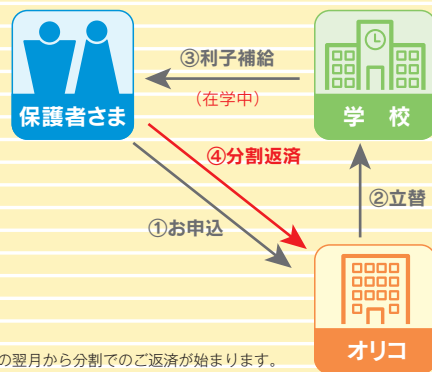 ③利子補給
(在学中)
保護者さま
学 校
④分割返済
②立替
①お申込
オリコ
の翌月から分割でのご返済が始まります。